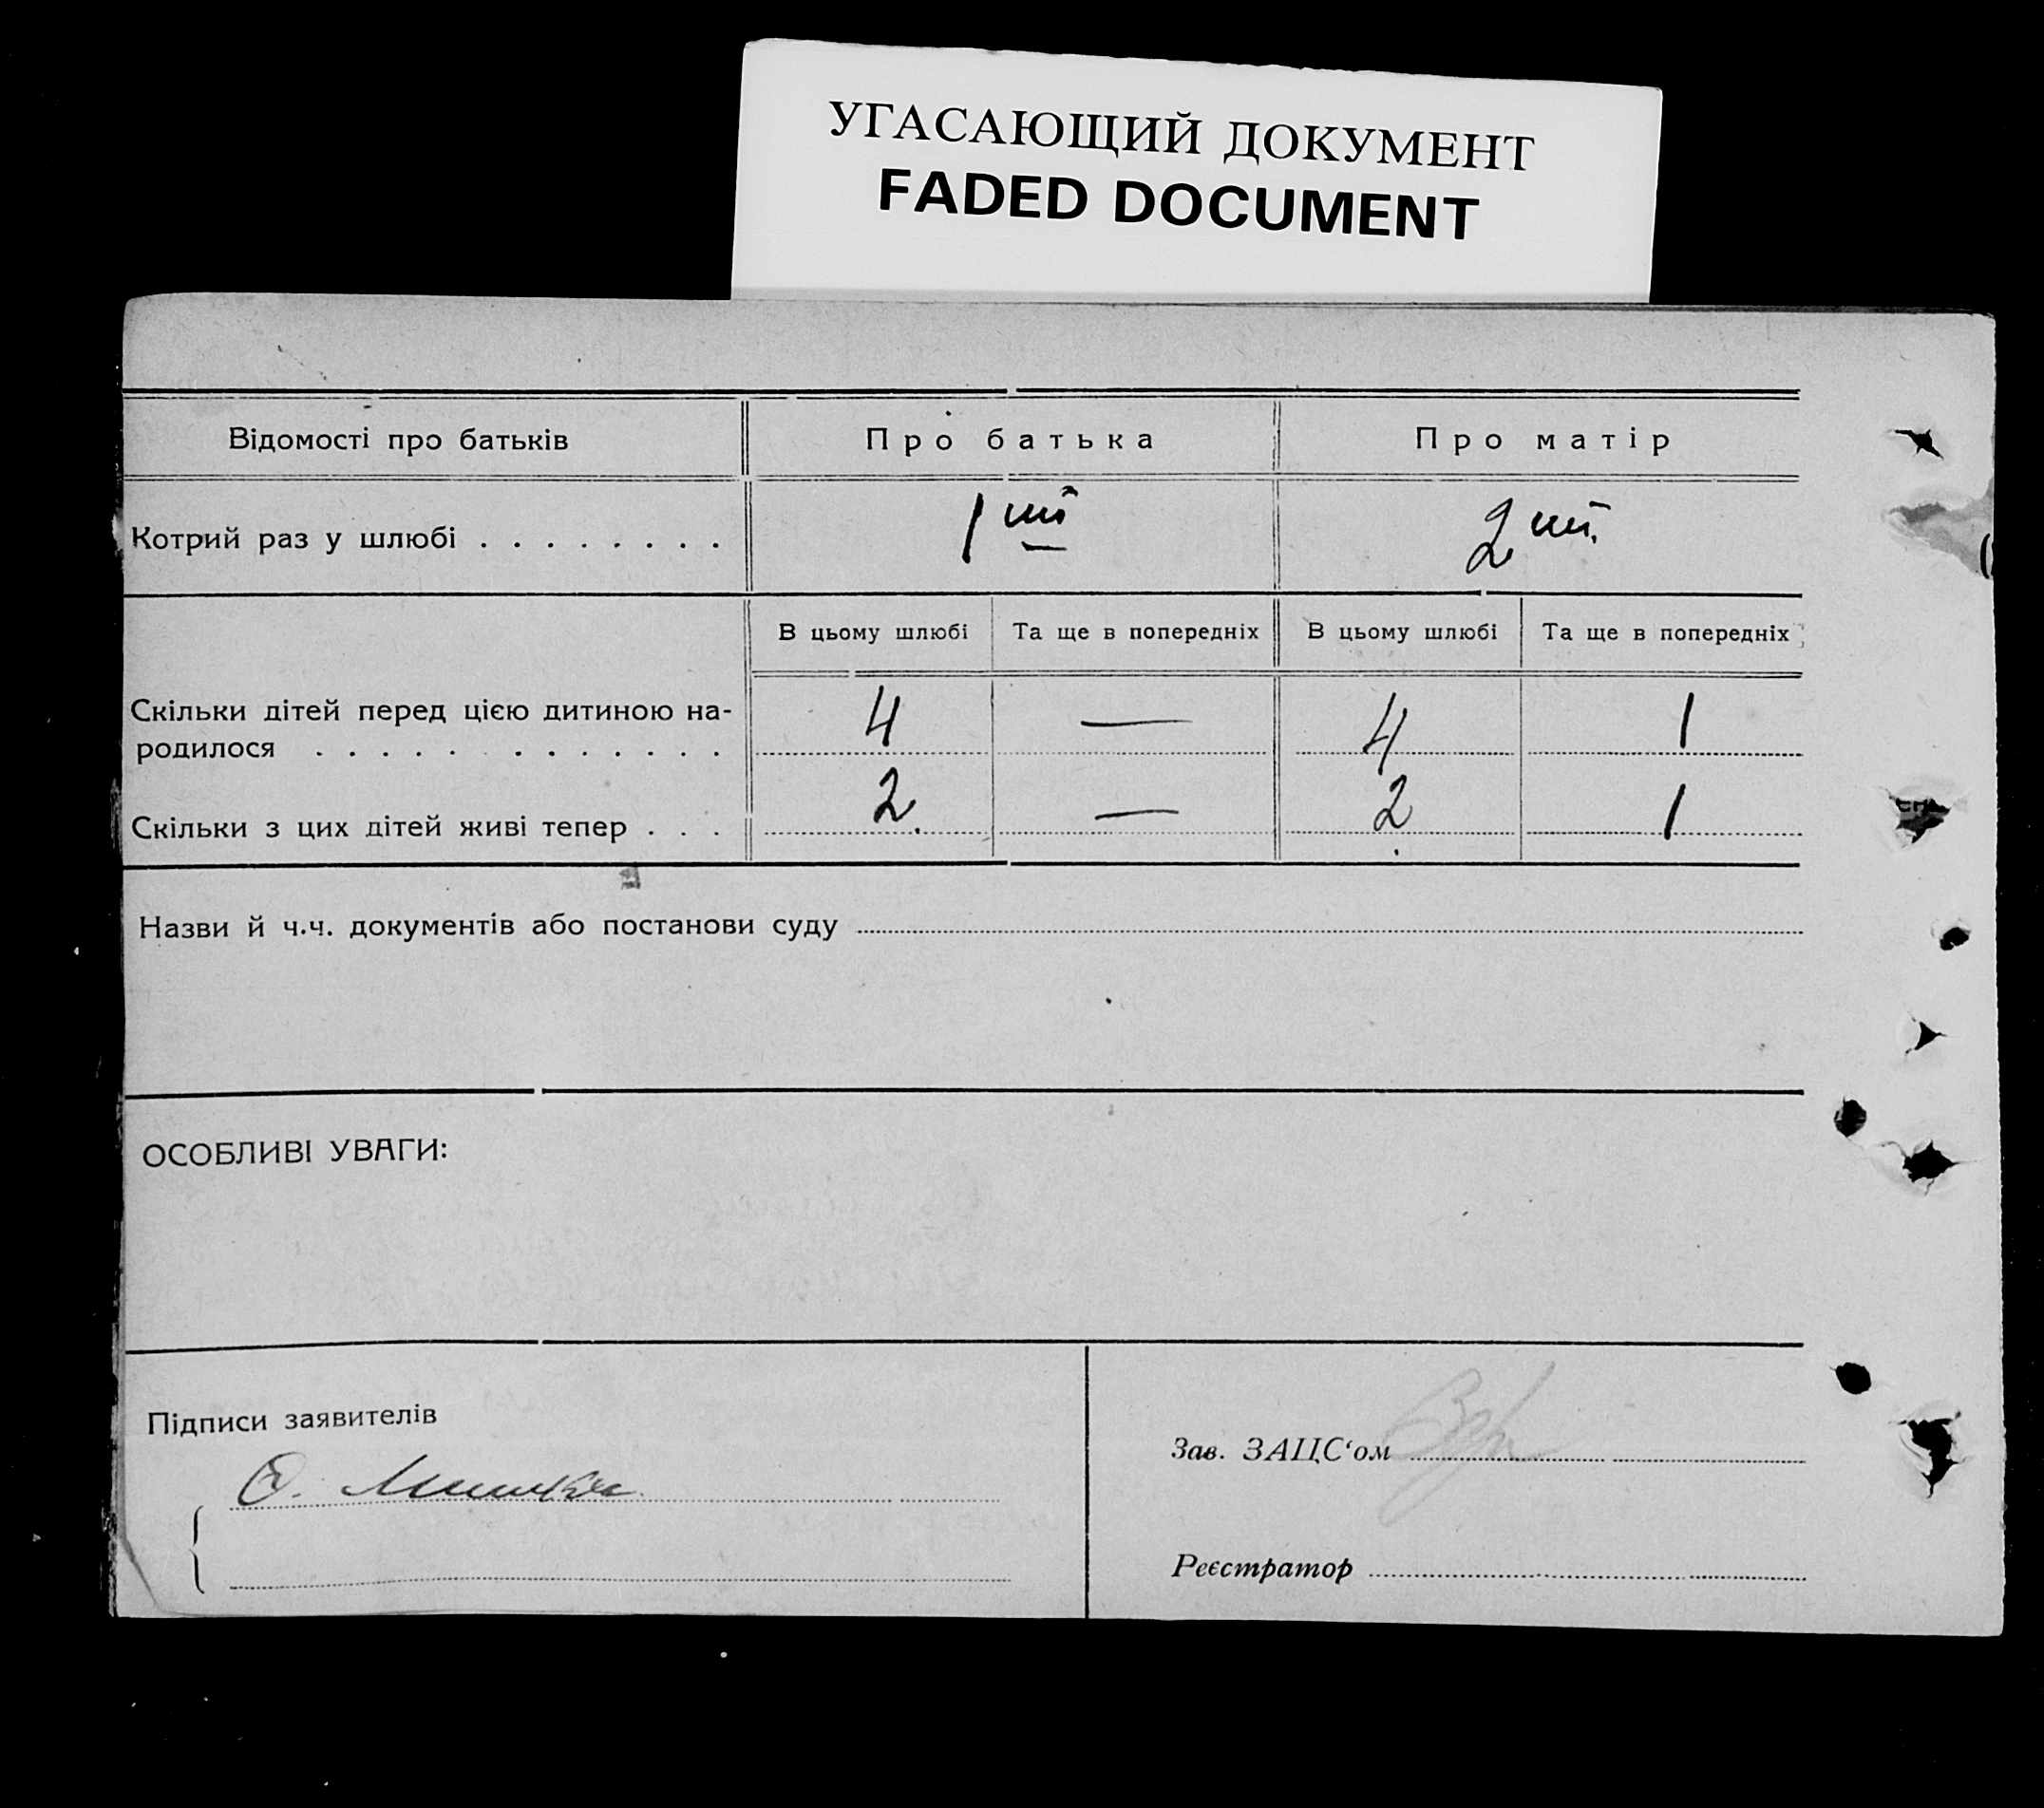 УГАСАЮЩИЙ ДОКУМЕНТ
FADED DOCUMENT
Відомості про батьків Про батька Про матір
Котрий раз у шлюбі . . . . . . . . 1ший 2ий.
В цьому шлюбі Та ще в попередніх В цьому шлюбі Та ще в попередніх
Скільки дітей перед цією дитиною на-
родилося . . . . . . . . . . . . 4 — 4 1
Скільки з цих дітей живі тепер . . . 2 — 2 1
Назви й ч.ч. документів або постанови суду
ОСОБЛИВІ УВАГИ:
Підписи заявителів
Зав. ЗАЦС‘ом
Реєстратор